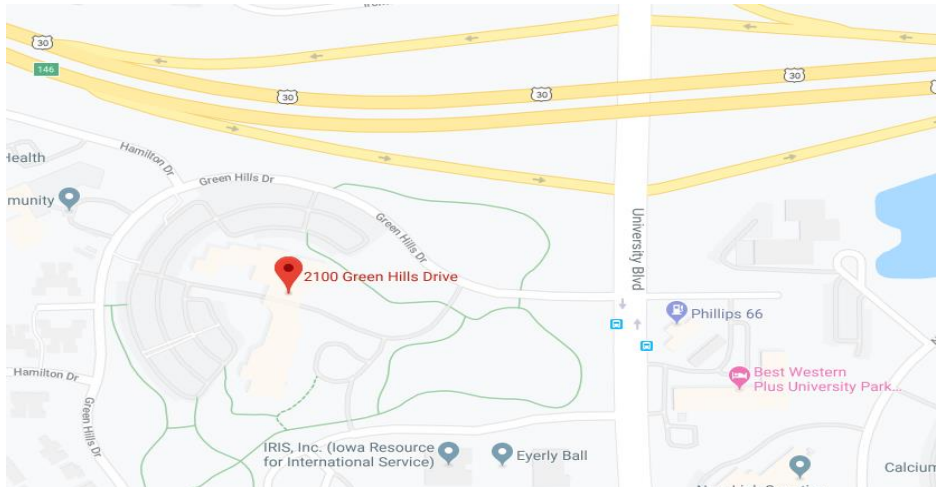 30
146
30
30
30
Hamilton Dr
Health
Green Hills Dr
munity
Green Hills Dr
University Blvd
2100 Green Hills Drive
Phillips 66
Hamilton Dr
Best Western
Plus University Park...
Green Hills Dr
IRIS, Inc. (Iowa Resource
for International Service)
Eyerly Ball
Calcium